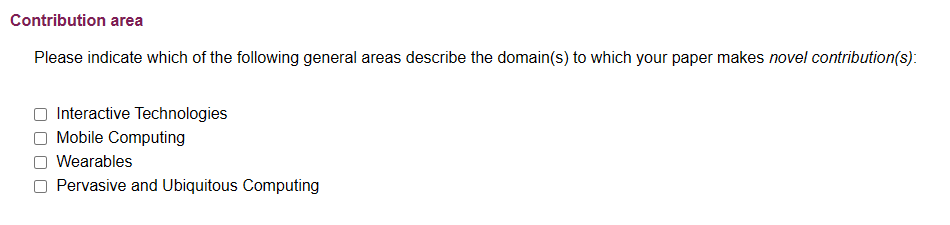 Contribution area
Please indicate which of the following general areas describe the domain(s) to which your paper makes novel contribution(s):
Interactive Technologies
Mobile Computing
Wearables
Pervasive and Ubiquitous Computing